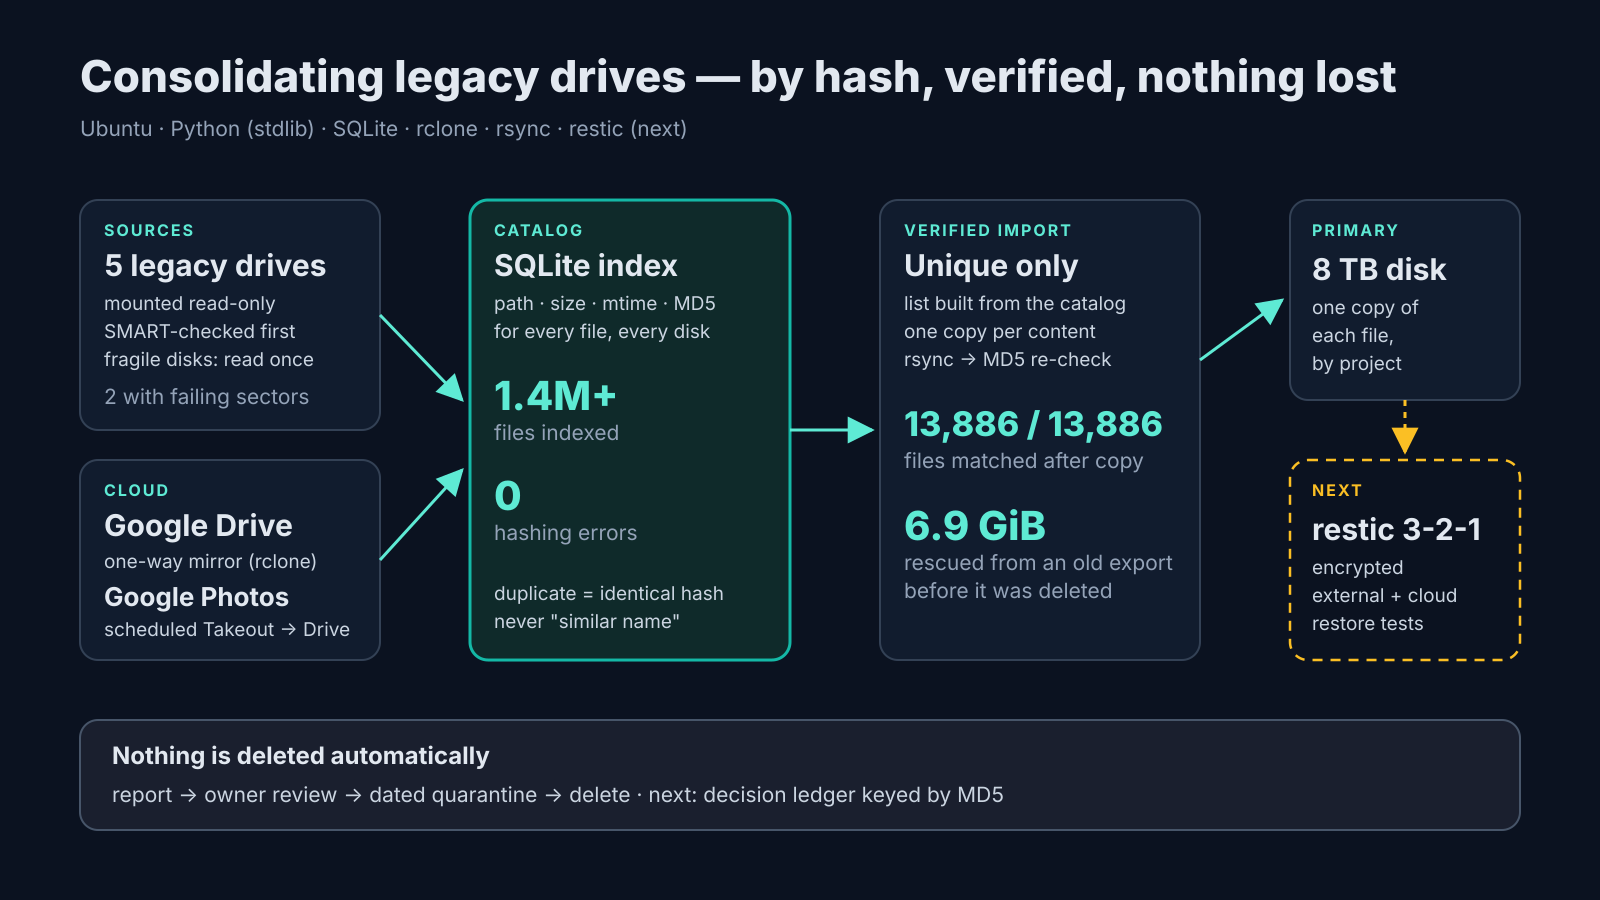 Consolidating legacy drives — by hash, verified, nothing lost
Ubuntu · Python (stdlib) · SQLite · rclone · rsync · restic (next)
SOURCES
5 legacy drives
mounted read-only
SMART-checked first
fragile disks: read once
2 with failing sectors
CLOUD
Google Drive
one-way mirror (rclone)
Google Photos
scheduled Takeout → Drive
CATALOG
SQLite index
path · size · mtime · MD5
for every file, every disk
1.4M+
files indexed
0
hashing errors
duplicate = identical hash
never "similar name"
VERIFIED IMPORT
Unique only
list built from the catalog
one copy per content
rsync → MD5 re-check
13,886 / 13,886
files matched after copy
6.9 GiB
rescued from an old export
before it was deleted
PRIMARY
8 TB disk
one copy of
each file,
by project
NEXT
restic 3-2-1
encrypted
external + cloud
restore tests
Nothing is deleted automatically
report → owner review → dated quarantine → delete · next: decision ledger keyed by MD5